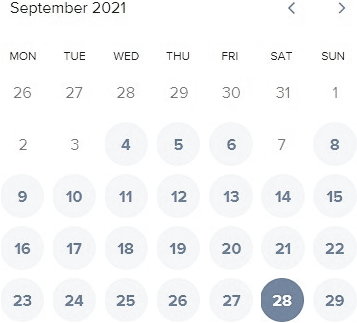 September 2021
MON TUE WED THU FRI SAT SUN
26 27 28 29 30 31 1
2 3 4 5 6 7 8
9 10 11 12 13 14 15
16 17 18 19 20 21 22
23 24 25 26 27 28 29